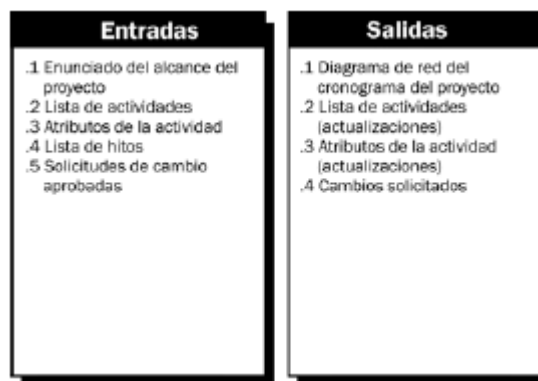 Entradas
.1 Enunciado del alcance del
proyecto
.2 Lista de actividades
.3 Atributos de la actividad
.4 Lista de hitos
.5 Solicitudes de cambio
aprobadas
Salidas
.1 Diagrama de red del
cronograma del proyecto
.2 Lista de actividades
(actualizaciones)
.3 Atributos de la actividad
(actualizaciones)
.4 Cambios solicitados